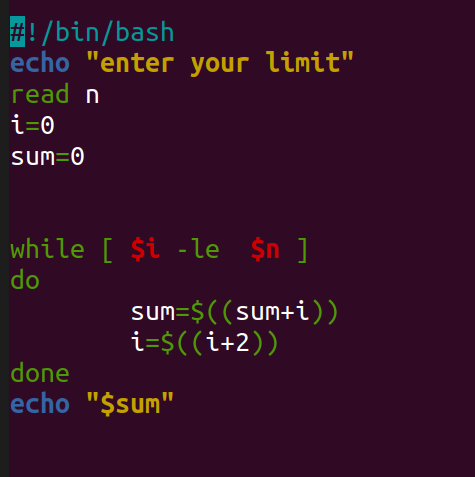 #!/bin/bash
echo "enter your limit"
read n
i=0
sum=0
while [ $i -le  $n ]
do
        sum=$((sum+i))
        i=$((i+2))
done
echo "$sum"